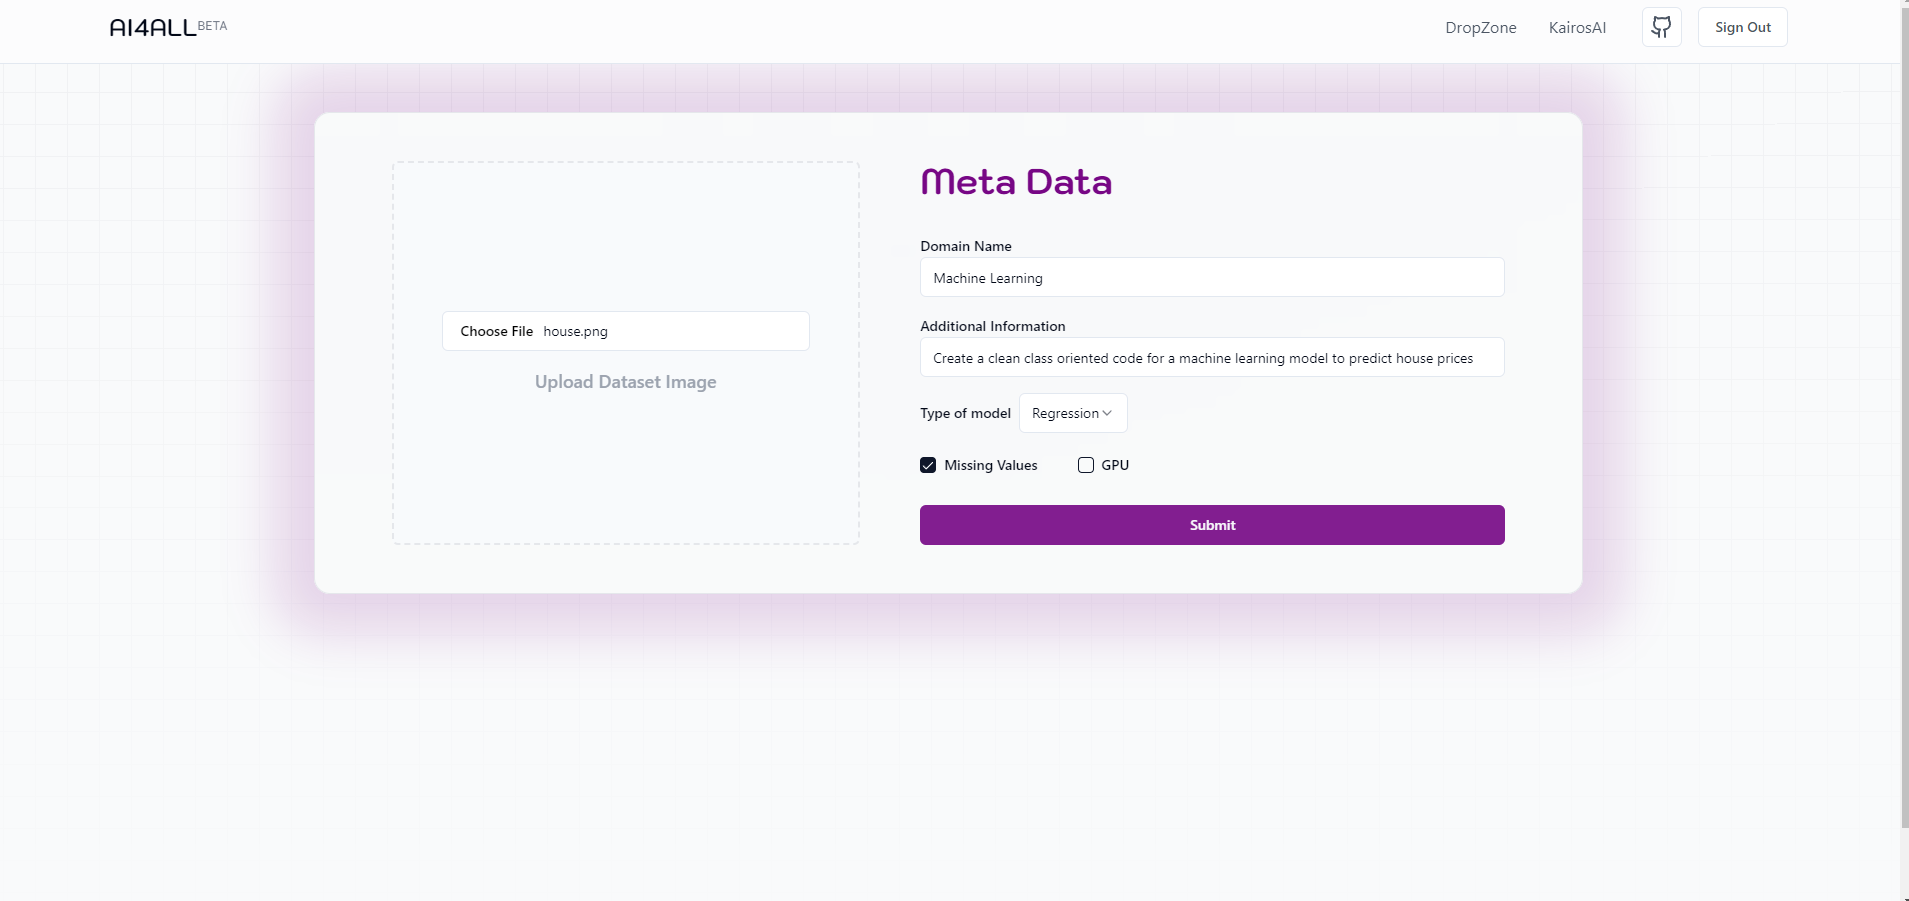 AI4ALL BETA
DropZone
KairosAI
Sign Out
Choose File house.png
Upload Dataset Image
Meta Data
Domain Name
Machine Learning
Additional Information
Create a clean class oriented code for a machine learning model to predict house prices
Type of model Regression
Missing Values
GPU
Submit